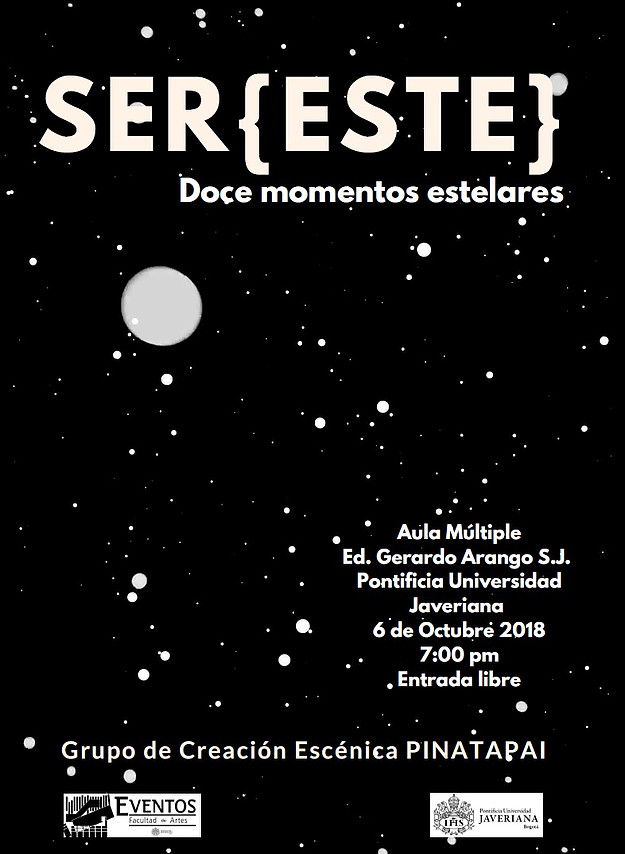 SER{ESTE}
Doce momentos estelares
Aula Múltiple
Ed. Gerardo Arango S.J.
Pontificia Universidad
Javeriana
6 de Octubre 2018
7:00 pm
Entrada libre
Grupo de Creación Escénica PINATAPAI
EVENTOS
Facultad de Artes
Pontificia Universidad
JAVERIANA
Bogotá
IHS